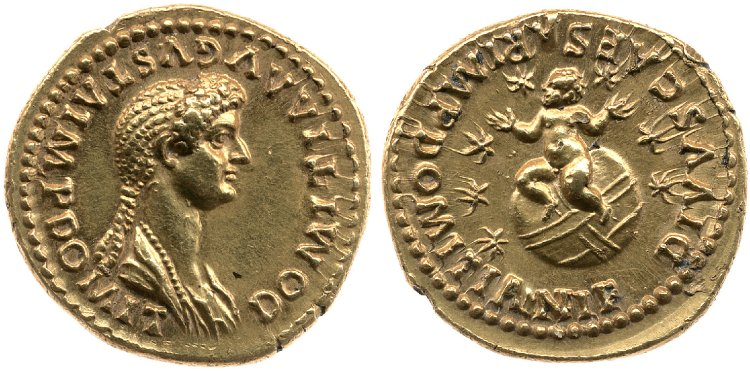 DOMITIA AVGVSTA IMP DOMIT
DIVVS CAESAR IMP DOMITIANI F